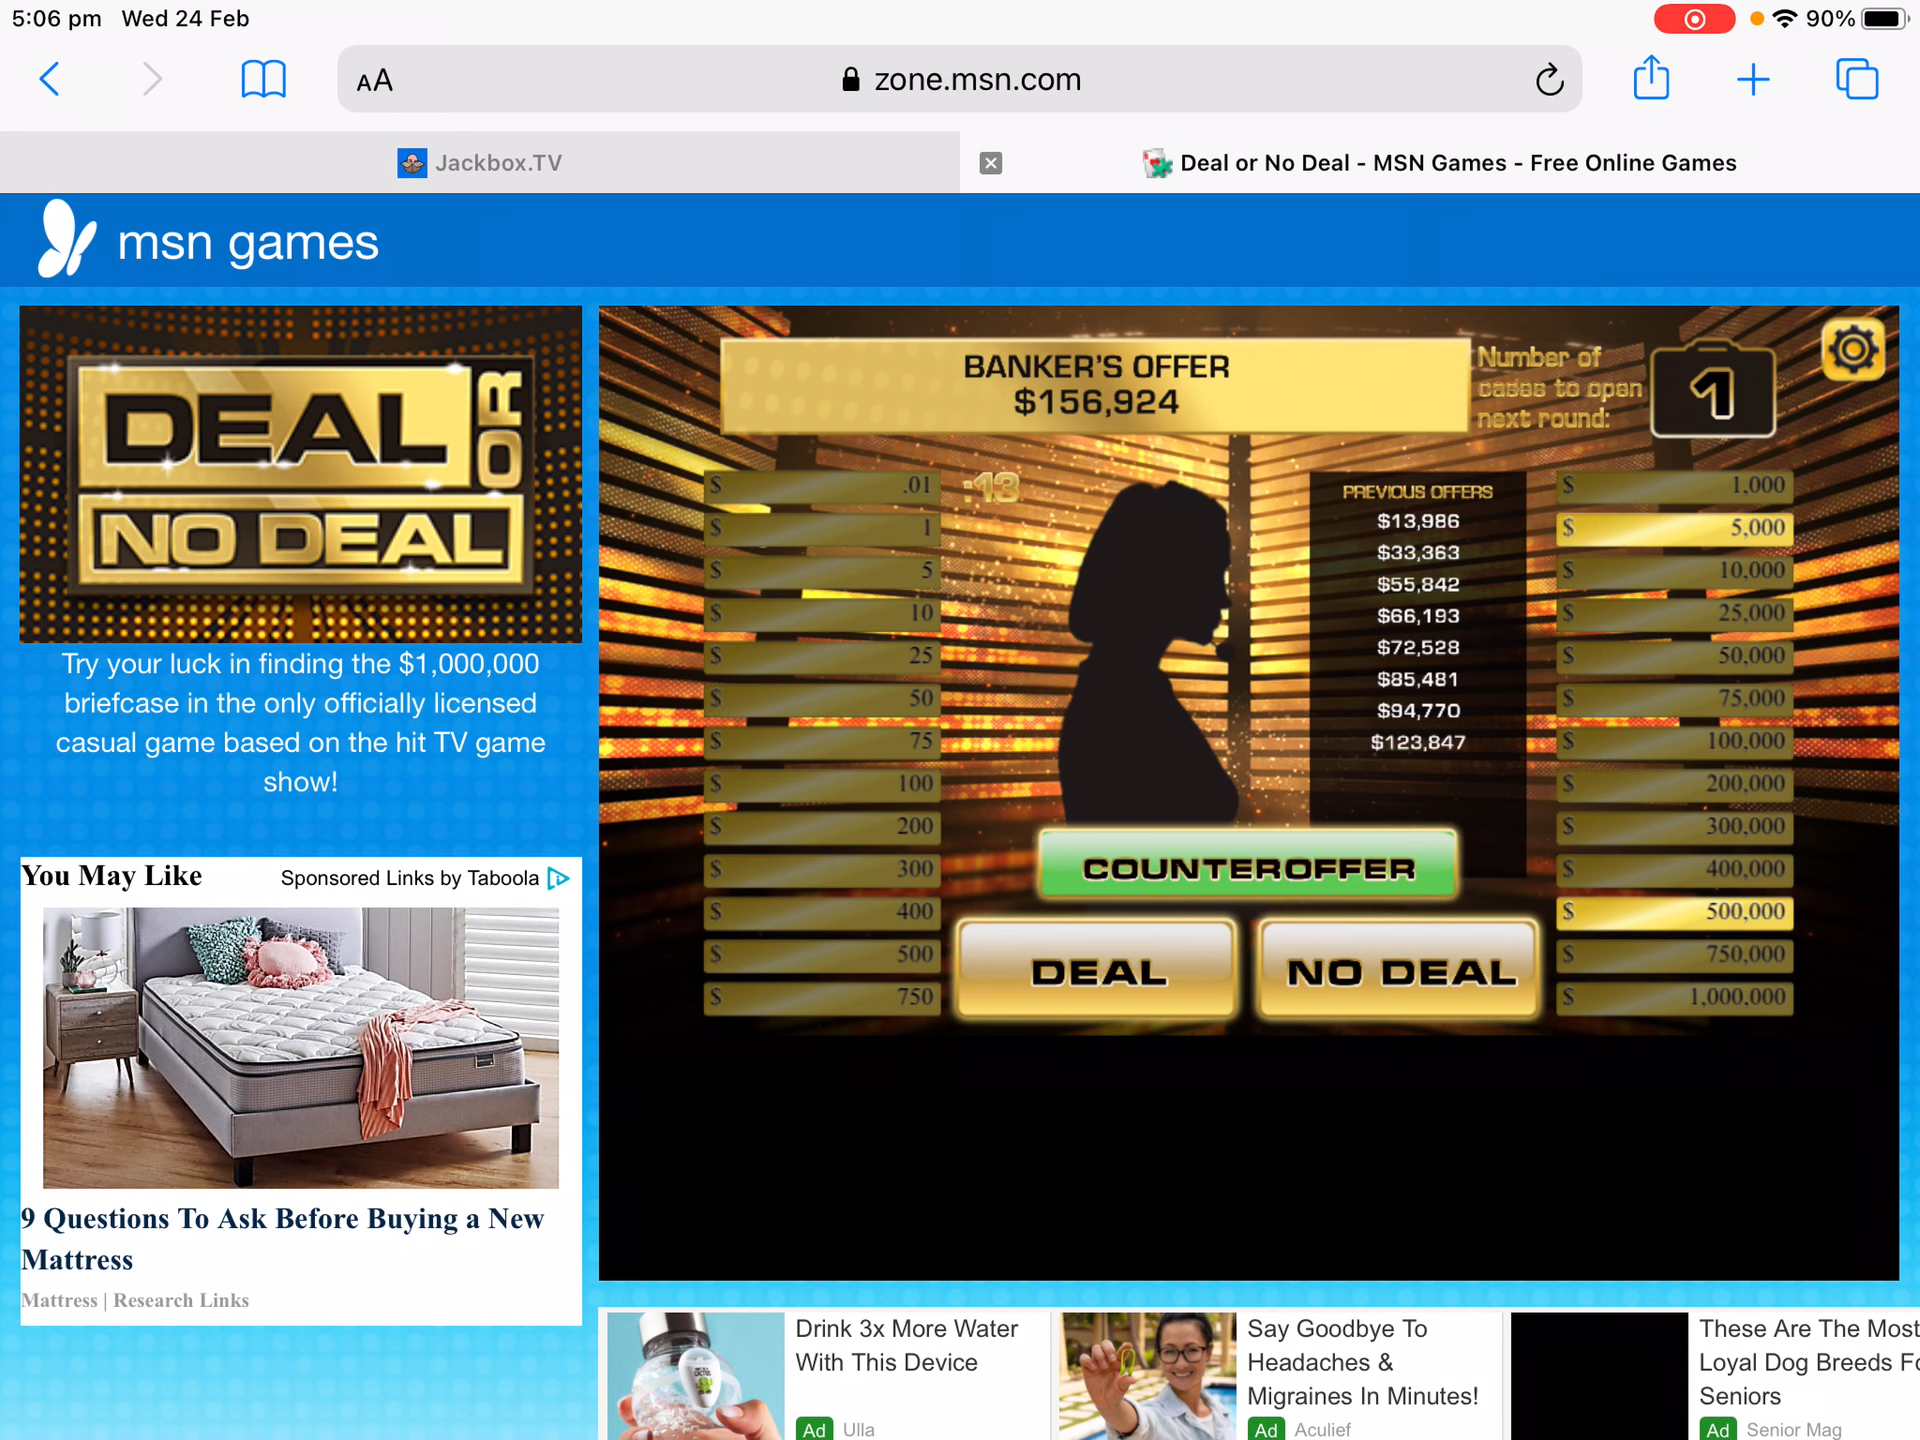 5:06 pm Wed 24 Feb
90%
AA
zone.msn.com
Jackbox.TV
Deal or No Deal - MSN Games - Free Online Games
msn games
DEAL
OR
NO DEAL
Try your luck in finding the $1,000,000
briefcase in the only officially licensed
casual game based on the hit TV game
show!
You May Like
Sponsored Links by Taboola
9 Questions To Ask Before Buying a New
Mattress
Mattress | Research Links
BANKER'S OFFER
$156,924
Number of
cases to open
next round:
1
:13
$ .01
$ 1
$ 5
$ 10
$ 25
$ 50
$ 75
$ 100
$ 200
$ 300
$ 400
$ 500
$ 750
PREVIOUS OFFERS
$13,986
$33,363
$55,842
$66,193
$72,528
$85,481
$94,770
$123,847
$ 1,000
$ 5,000
$ 10,000
$ 25,000
$ 50,000
$ 75,000
$ 100,000
$ 200,000
$ 300,000
$ 400,000
$ 500,000
$ 750,000
$ 1,000,000
COUNTEROFFER
DEAL
NO DEAL
Drink 3x More Water
With This Device
Ad Ulla
Say Goodbye To
Headaches &
Migraines In Minutes!
Ad Aculief
These Are The Most
Loyal Dog Breeds Fo
Seniors
Ad Senior Mag